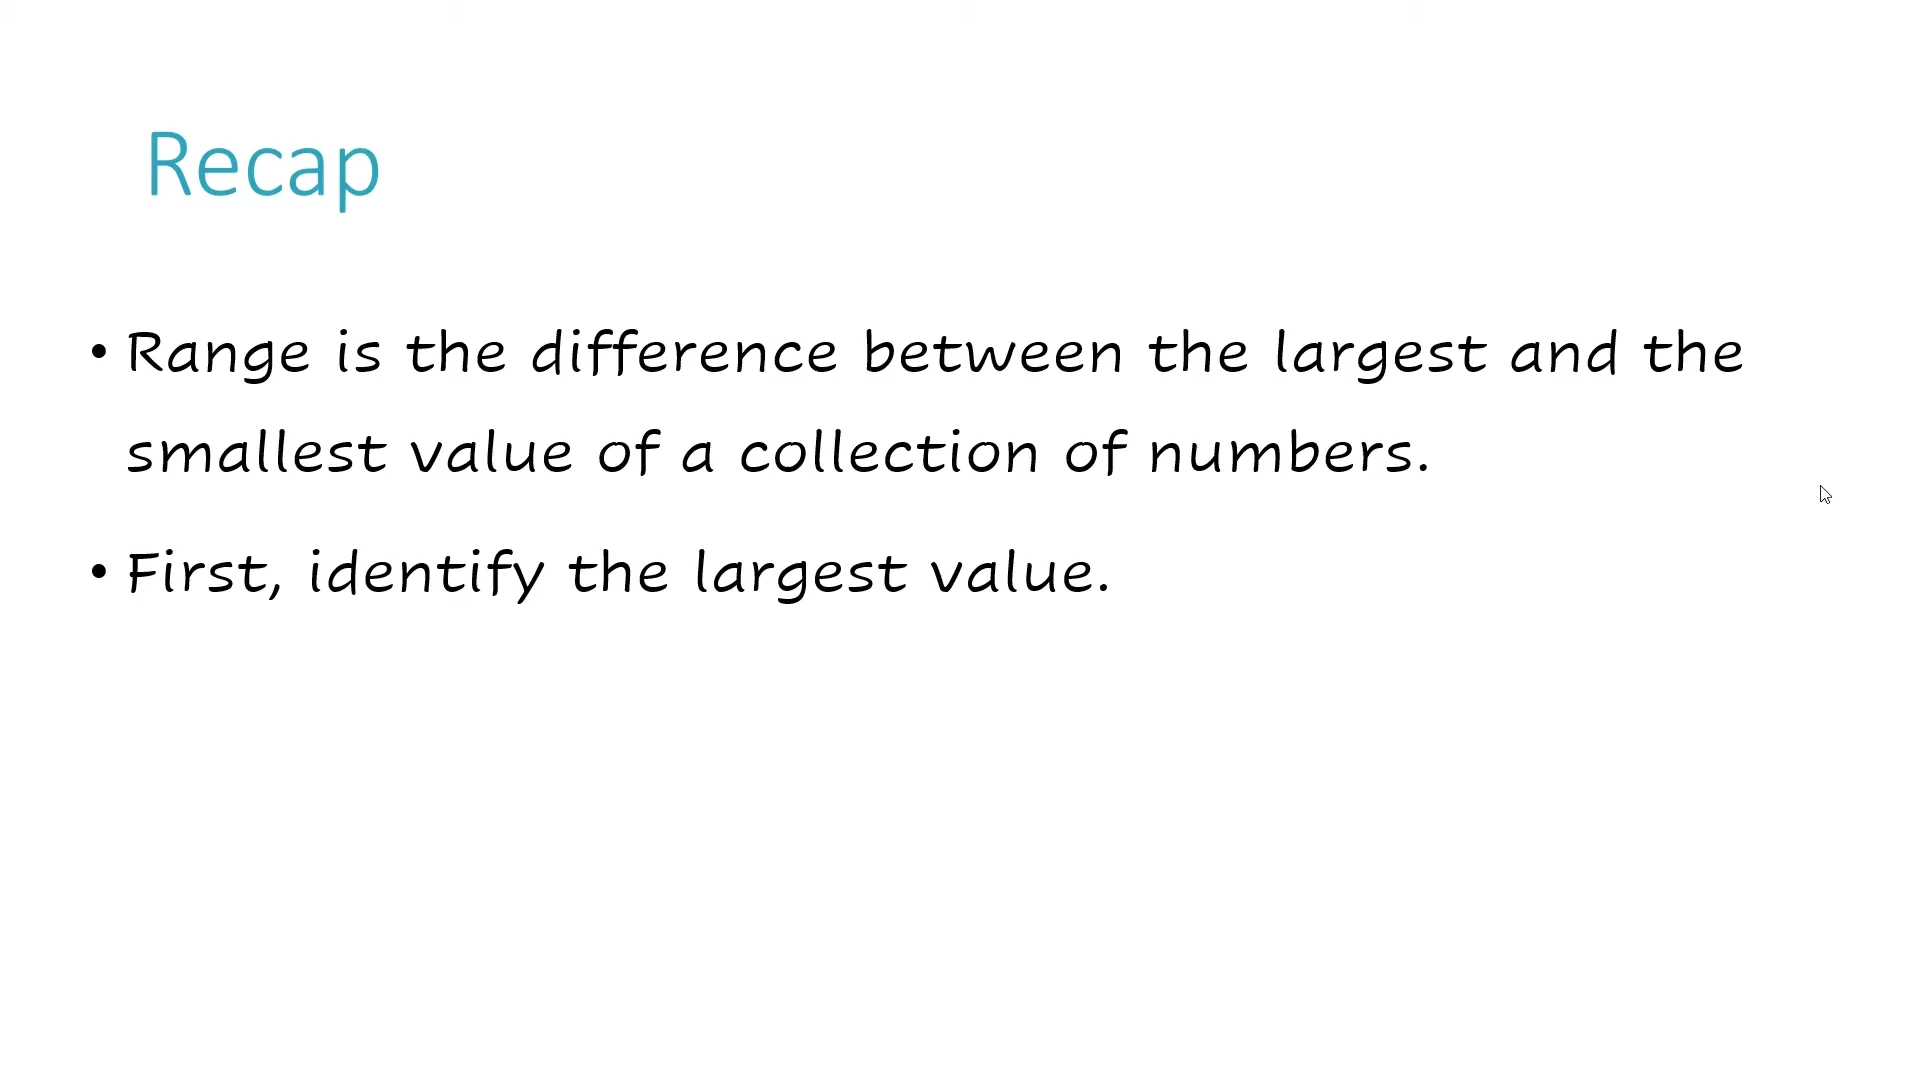 Recap
• Range is the difference between the largest and the
smallest value of a collection of numbers.
• First, identify the largest value.